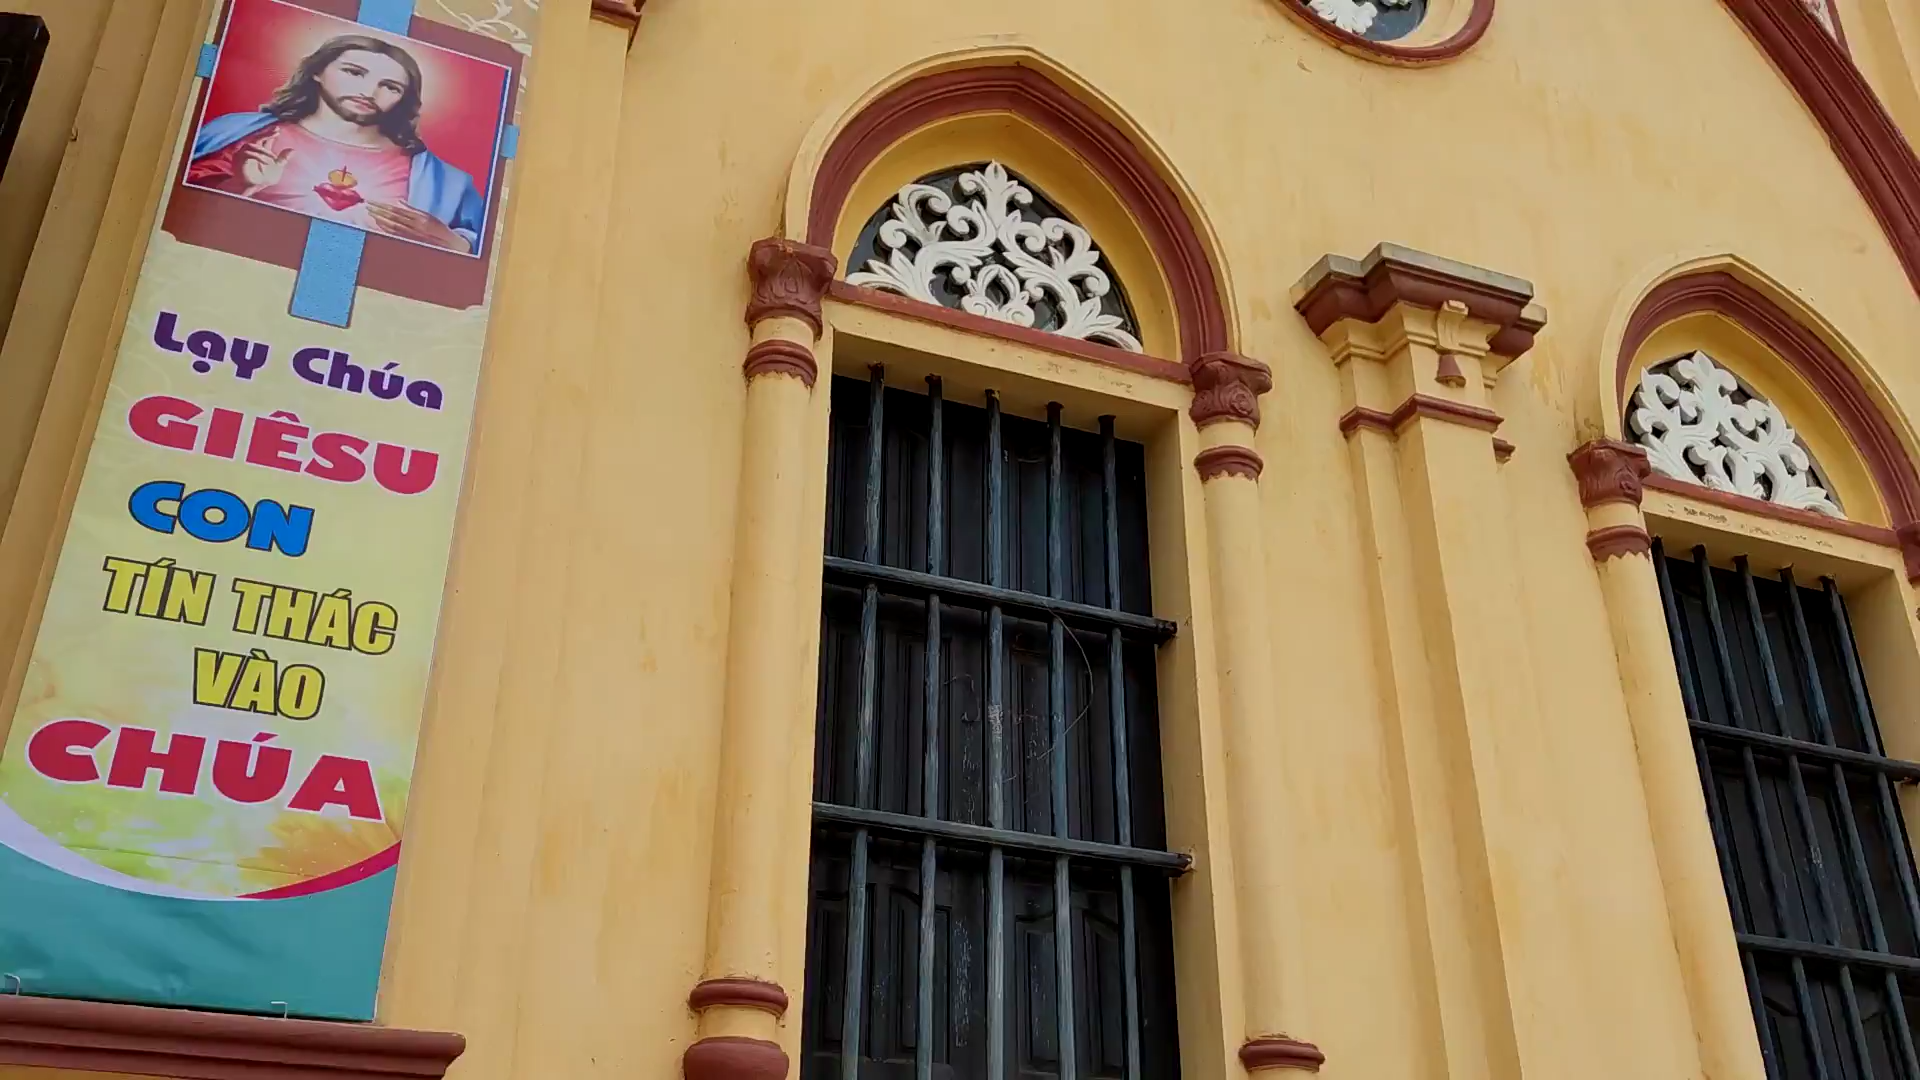 Lạy Chúa
GIÊSU
CON
TÍN THÁC
VÀO
CHÚA